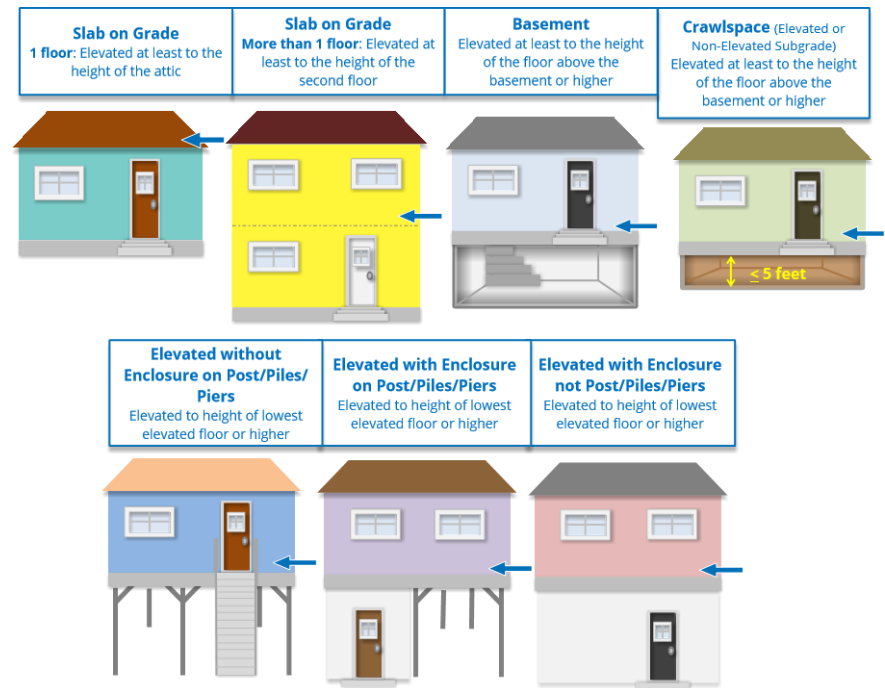 Slab on Grade
1 floor: Elevated at least to the
height of the attic
Slab on Grade
More than 1 floor: Elevated at
least to the height of the
second floor
Basement
Elevated at least to the height
of the floor above the
basement or higher
Crawlspace (Elevated or
Non-Elevated Subgrade)
Elevated at least to the height
of the floor above the
basement or higher
≤ 5 feet
Elevated without
Enclosure on Post/Piles/
Piers
Elevated to height of lowest
elevated floor or higher
Elevated with Enclosure
on Post/Piles/Piers
Elevated to height of lowest
elevated floor or higher
Elevated with Enclosure
not Post/Piles/Piers
Elevated to height of lowest
elevated floor or higher